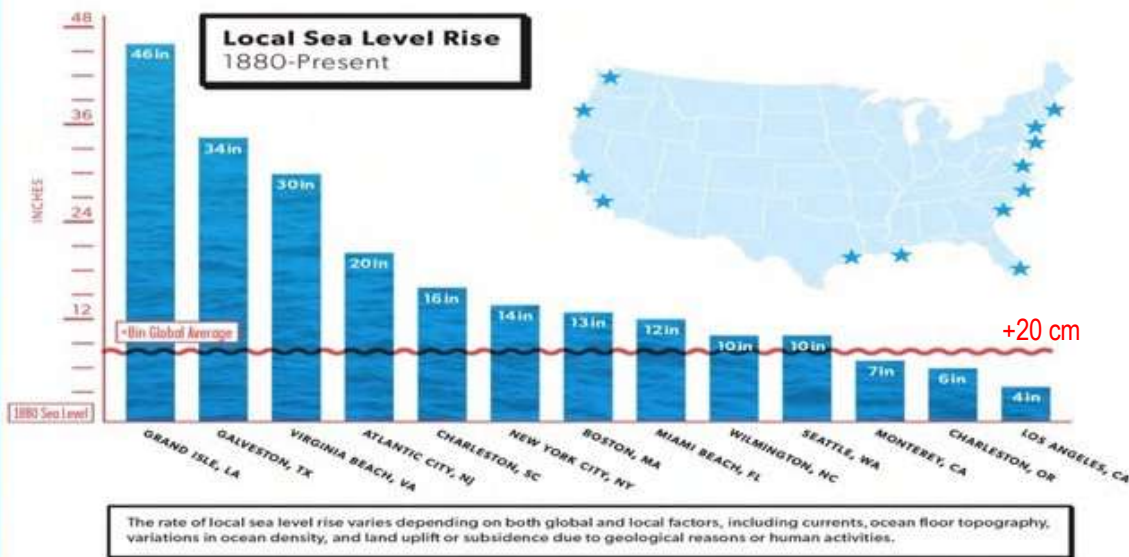 Local Sea Level Rise
1880-Present
INCHES
48
36
24
12
46in
34in
30in
20in
16in
14in
13in
12in
10in
10in
7in
6in
4in
+8in Global Average
+20 cm
1880 Sea Level
GRAND ISLE, LA
GALVESTON, TX
VIRGINIA BEACH, VA
ATLANTIC CITY, NJ
CHARLESTON, SC
NEW YORK CITY, NY
BOSTON, MA
MIAMI BEACH, FL
WILMINGTON, NC
SEATTLE, WA
MONTEREY, CA
CHARLESTON, OR
LOS ANGELES, CA
The rate of local sea level rise varies depending on both global and local factors, including currents, ocean floor topography,
variations in ocean density, and land uplift or subsidence due to geological reasons or human activities.